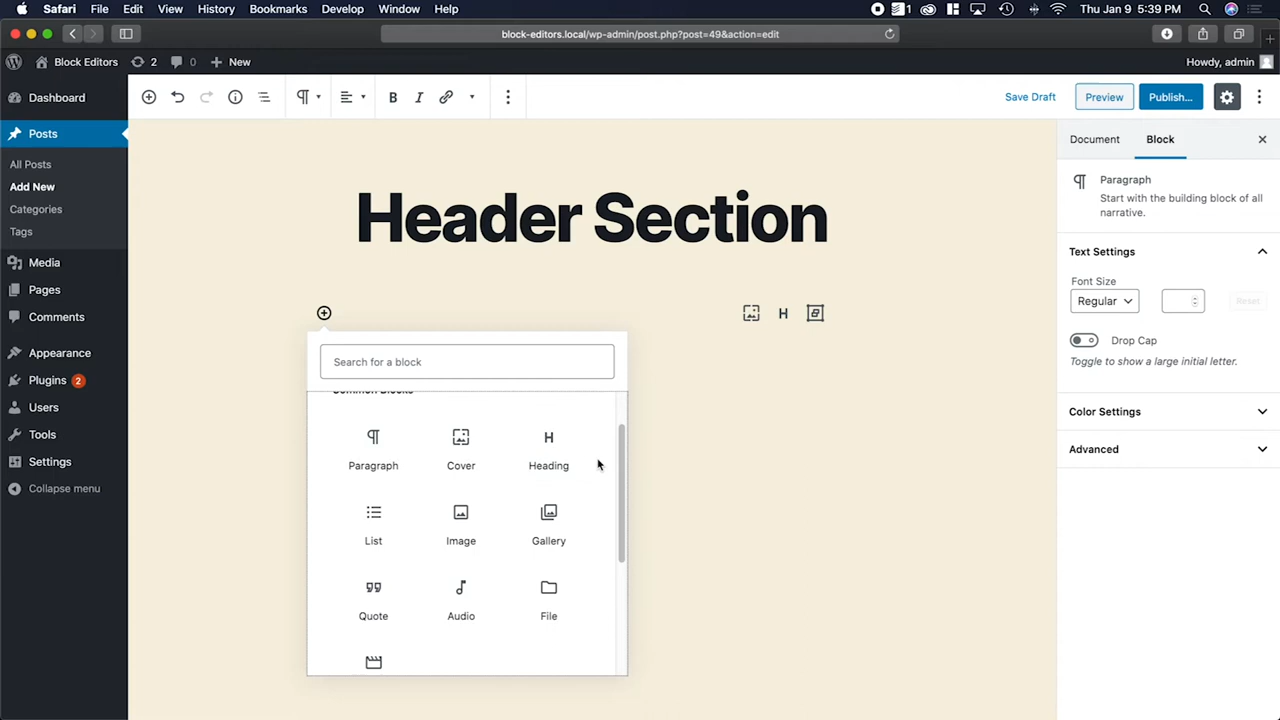 Safari File Edit View History Bookmarks Develop Window Help
1
Thu Jan 9 5:39 PM
block-editors.local/wp-admin/post.php?post=49&action=edit
Block Editors 2 0 New
Howdy, admin
Dashboard
Posts
All Posts
Add New
Categories
Tags
Media
Pages
Comments
Appearance
Plugins 2
Users
Tools
Settings
Collapse menu
B I
Save Draft Preview Publish...
Header Section
H
Search for a block
Common Blocks
Paragraph Cover Heading
List Image Gallery
Quote Audio File
Document Block
Paragraph
Start with the building block of all
narrative.
Text Settings
Font Size
Regular Reset
Drop Cap
Toggle to show a large initial letter.
Color Settings
Advanced